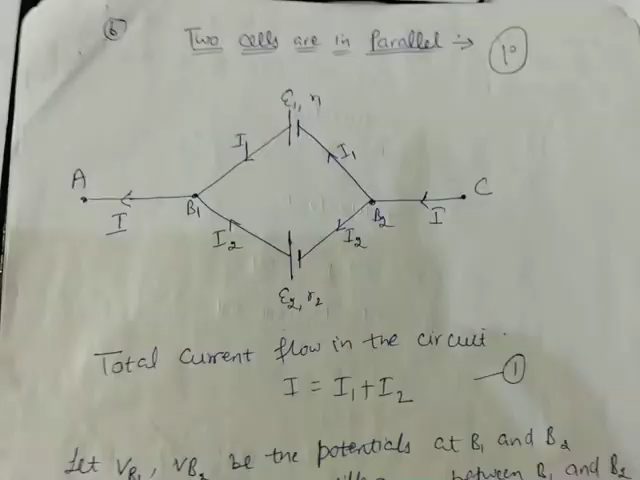 6
Two cells are in Parallel :→
10
ε1, r1
I1 I1
A B1 B2 C
I I2 I2 I
ε2, r2
Total current flow in the circuit.
I = I1 + I2 —①
Let VB1, VB2 be the potentials at B1 and B2
between B1 and B2